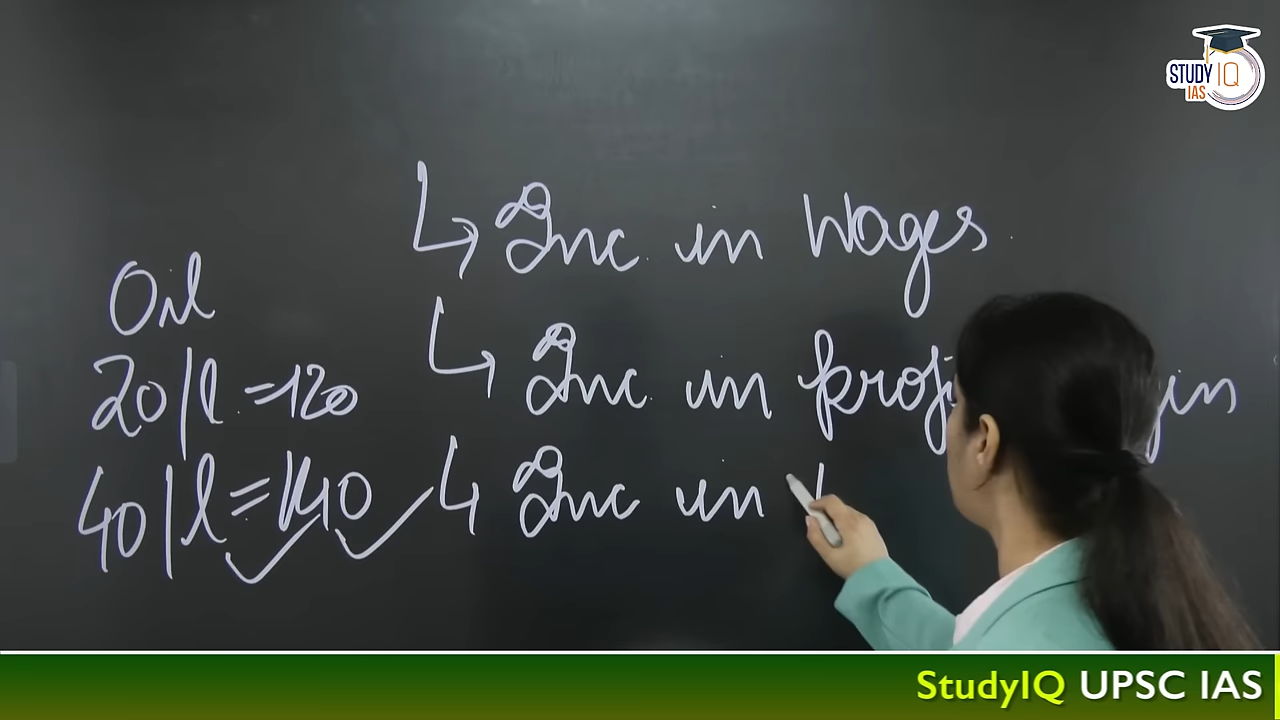 STUDY IQ
IAS
↳ Inc in Wages
Oil
20/l = 120
↳ Inc in
40/l = 140
↳ Inc in
StudyIQ UPSC IAS